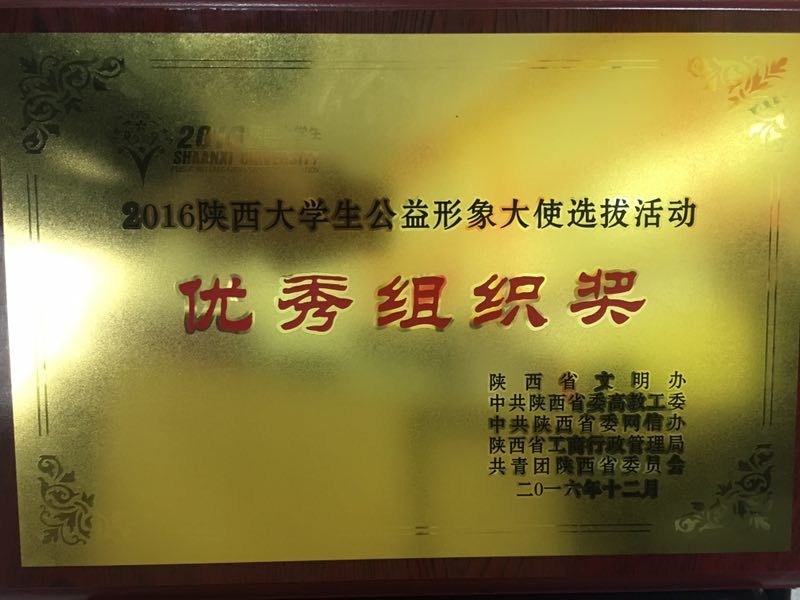 2016
SHAANXI UNIVERSITY
2016陕西大学生公益形象大使选拔活动
优秀组织奖
陕西省文明办
中共陕西省委高教工委
中共陕西省委网信办
陕西省工商行政管理局
共青团陕西省委员会
二〇一六年十二月